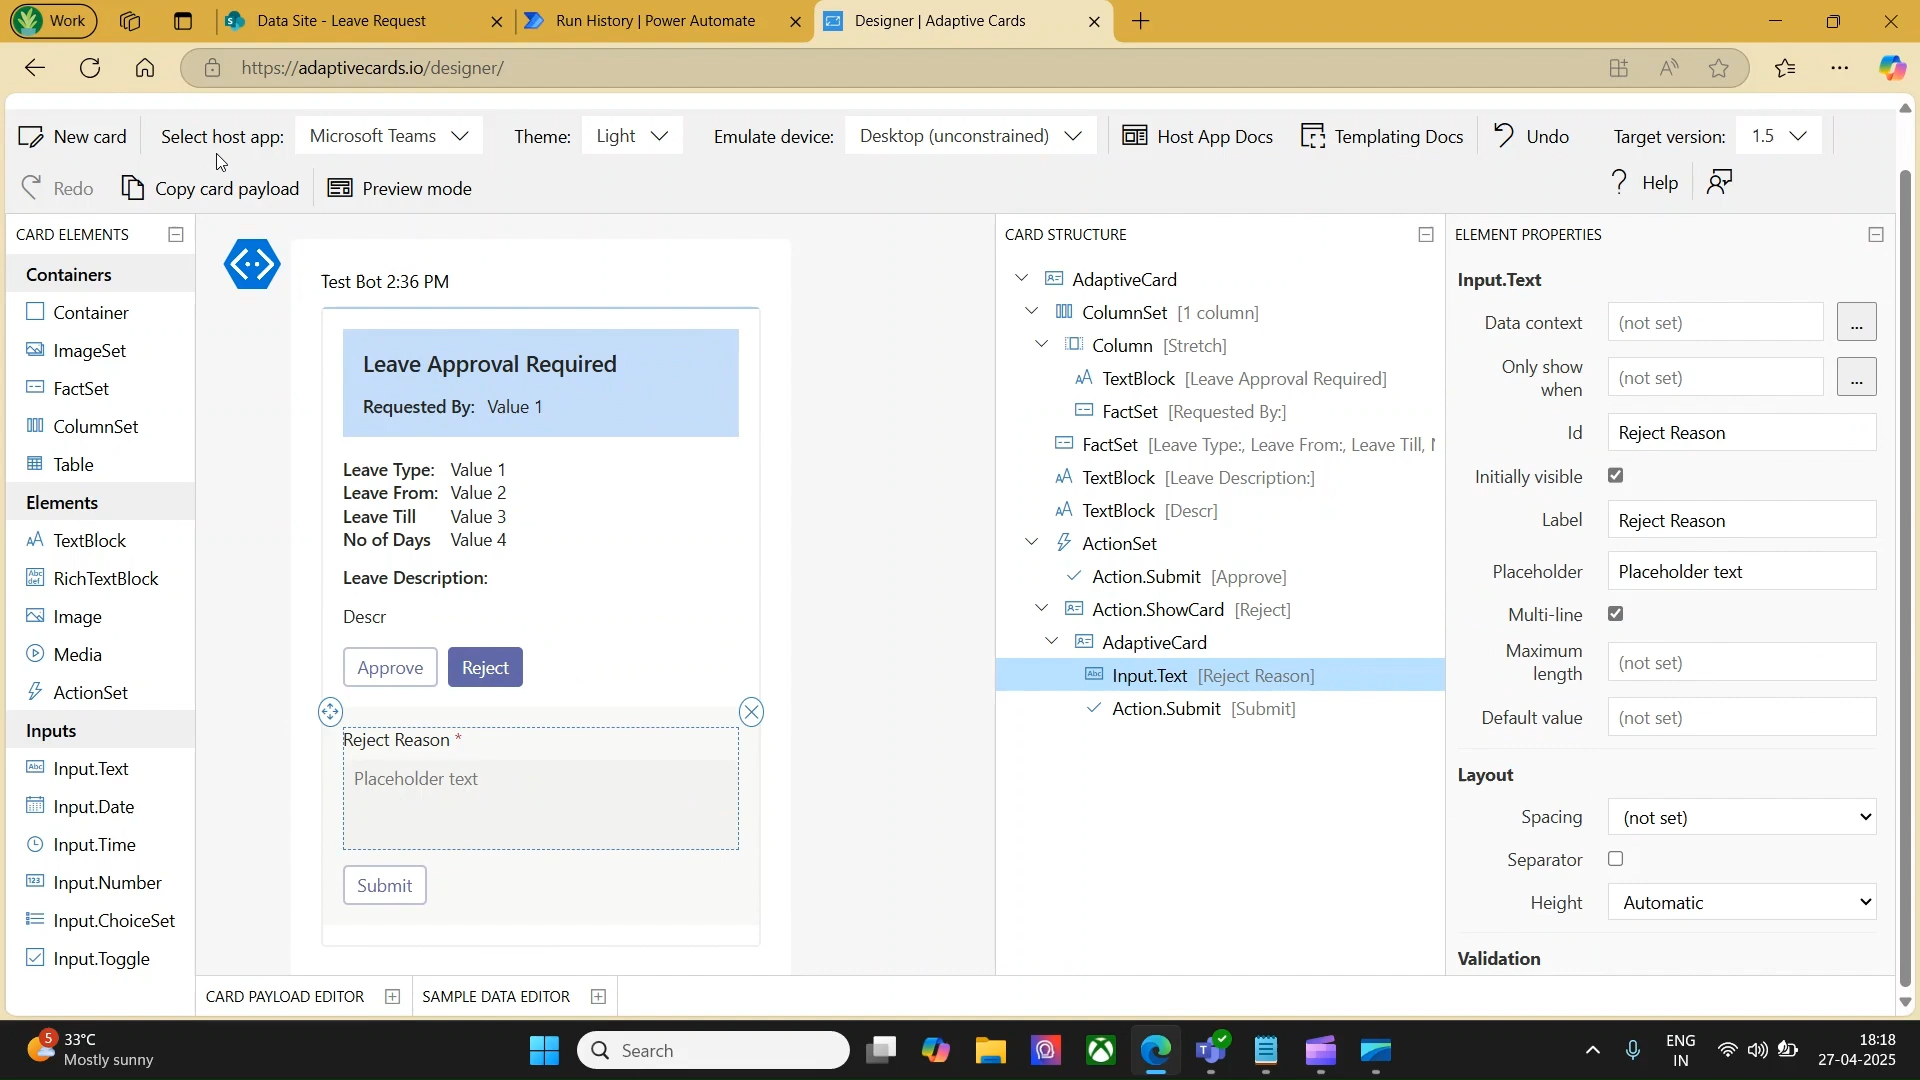 Work
Data Site - Leave Request
Run History | Power Automate
Designer | Adaptive Cards
https://adaptivecards.io/designer/
New card
Select host app:
Microsoft Teams
Theme:
Light
Emulate device:
Desktop (unconstrained)
Host App Docs
Templating Docs
Undo
Target version:
1.5
Redo
Copy card payload
Preview mode
? Help
CARD ELEMENTS
Containers
Container
ImageSet
FactSet
ColumnSet
Table
Elements
TextBlock
RichTextBlock
Image
Media
ActionSet
Inputs
Input.Text
Input.Date
Input.Time
Input.Number
Input.ChoiceSet
Input.Toggle
Test Bot 2:36 PM
Leave Approval Required
Requested By: Value 1
Leave Type: Value 1
Leave From: Value 2
Leave Till Value 3
No of Days Value 4
Leave Description:
Descr
Approve
Reject
Reject Reason *
Placeholder text
Submit
CARD PAYLOAD EDITOR
SAMPLE DATA EDITOR
CARD STRUCTURE
AdaptiveCard
ColumnSet [1 column]
Column [Stretch]
TextBlock [Leave Approval Required]
FactSet [Requested By:]
FactSet [Leave Type:, Leave From:, Leave Till,
TextBlock [Leave Description:]
TextBlock [Descr]
ActionSet
Action.Submit [Approve]
Action.ShowCard [Reject]
AdaptiveCard
Input.Text [Reject Reason]
Action.Submit [Submit]
ELEMENT PROPERTIES
Input.Text
Data context (not set) ...
Only show when (not set) ...
Id Reject Reason
Initially visible
Label Reject Reason
Placeholder Placeholder text
Multi-line
Maximum length (not set)
Default value (not set)
Layout
Spacing (not set)
Separator
Height Automatic
Validation
5
33°C
Mostly sunny
Search
ENG
IN
18:18
27-04-2025